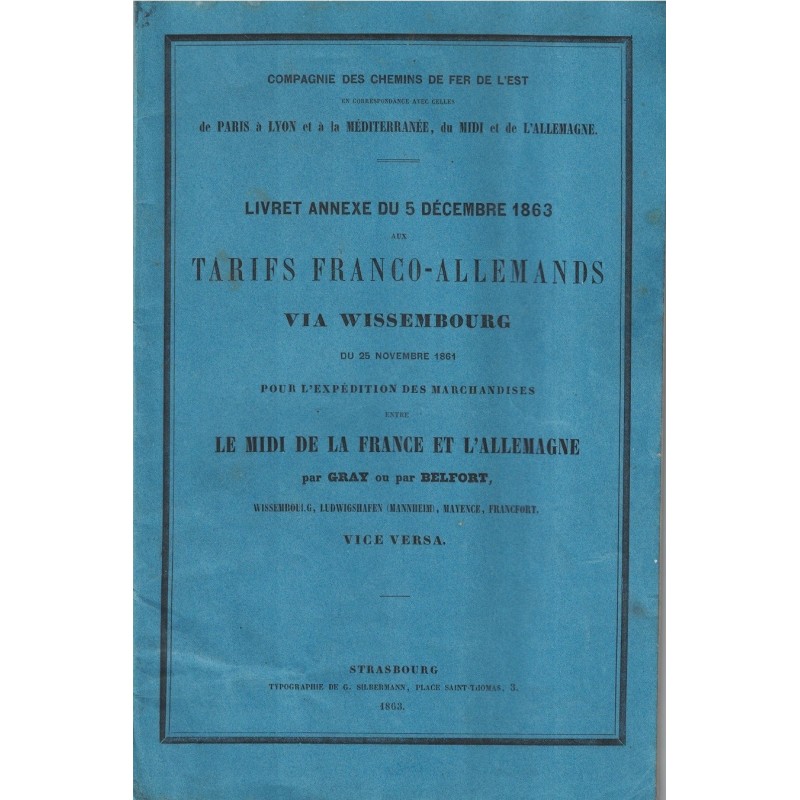 COMPAGNIE DES CHEMINS DE FER DE L'EST
EN CORRESPONDANCE AVEC CELLES
de PARIS à LYON et à la MÉDITERRANÉE, du MIDI et de L'ALLEMAGNE.
LIVRET ANNEXE DU 5 DÉCEMBRE 1863
AUX
TARIFS FRANCO-ALLEMANDS
VIA WISSEMBOURG
DU 25 NOVEMBRE 1861
POUR L'EXPÉDITION DES MARCHANDISES
ENTRE
LE MIDI DE LA FRANCE ET L'ALLEMAGNE
par GRAY ou par BELFORT,
WISSEMBOURG, LUDWIGSHAFEN (MANNHEIM), MAYENCE, FRANCFORT.
VICE VERSA.
STRASBOURG
TYPOGRAPHIE DE G. SILBERMANN, PLACE SAINT-THOMAS, 3.
1863.